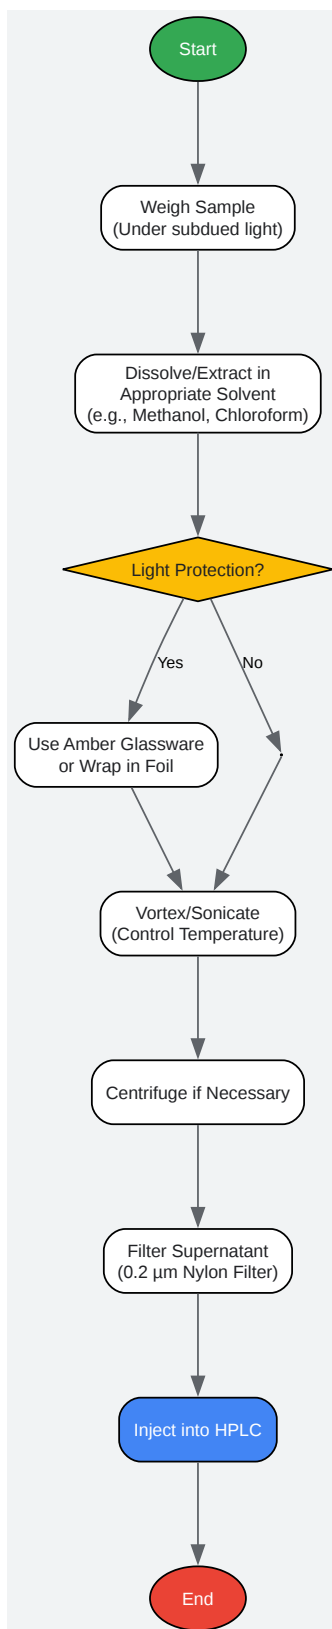 Start
Weigh Sample
(Under subdued light)
Dissolve/Extract in
Appropriate Solvent
(e.g., Methanol, Chloroform)
Light Protection?
Yes
No
Use Amber Glassware
or Wrap in Foil
Vortex/Sonicate
(Control Temperature)
Centrifuge if Necessary
Filter Supernatant
(0.2 µm Nylon Filter)
Inject into HPLC
End